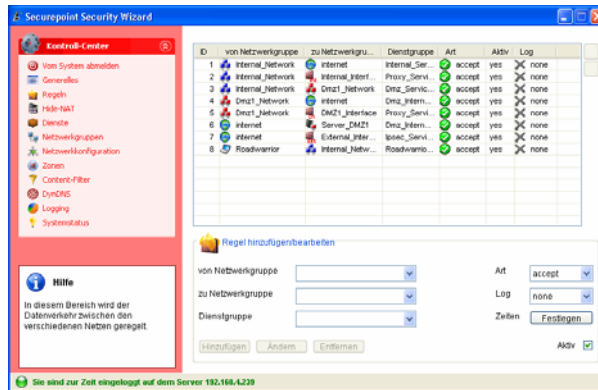 Securepoint Security Wizard
Kontroll-Center
Vom System abmelden
Generelles
Regeln
Hide-NAT
Dienste
Netzwerkgruppen
Netzwerkkonfiguration
Zonen
Content-Filter
DynDNS
Logging
Systemstatus
ID von Netzwerkgruppe zu Netzwerkgru... Dienstgruppe Art Aktiv Log
1 Internal_Network internet Internal_Ser... accept yes none
2 Internal_Network Internal_Interf... Proxy_Servi... accept yes none
3 Internal_Network Dmz1_Network Dmz_Servic... accept yes none
4 Dmz1_Network internet Dmz_Intern... accept yes none
5 Dmz1_Network DMZ1_Interface Proxy_Servi... accept yes none
6 internet Server_DMZ1 Dmz_Intern... accept yes none
7 internet External_Inter... Ipsec_Servi... accept yes none
8 Roadwarrior Internal_Netw... Roadwarrio... accept yes none
Regel hinzufügen/bearbeiten
von Netzwerkgruppe Art accept
zu Netzwerkgruppe Log none
Dienstgruppe Zeiten Festlegen
Hinzufügen Ändern Entfernen Aktiv
Hilfe
In diesem Bereich wird der
Datenverkehr zwischen den
verschiedenen Netzen geregelt.
Sie sind zur Zeit eingeloggt auf dem Server 192.168.4.239